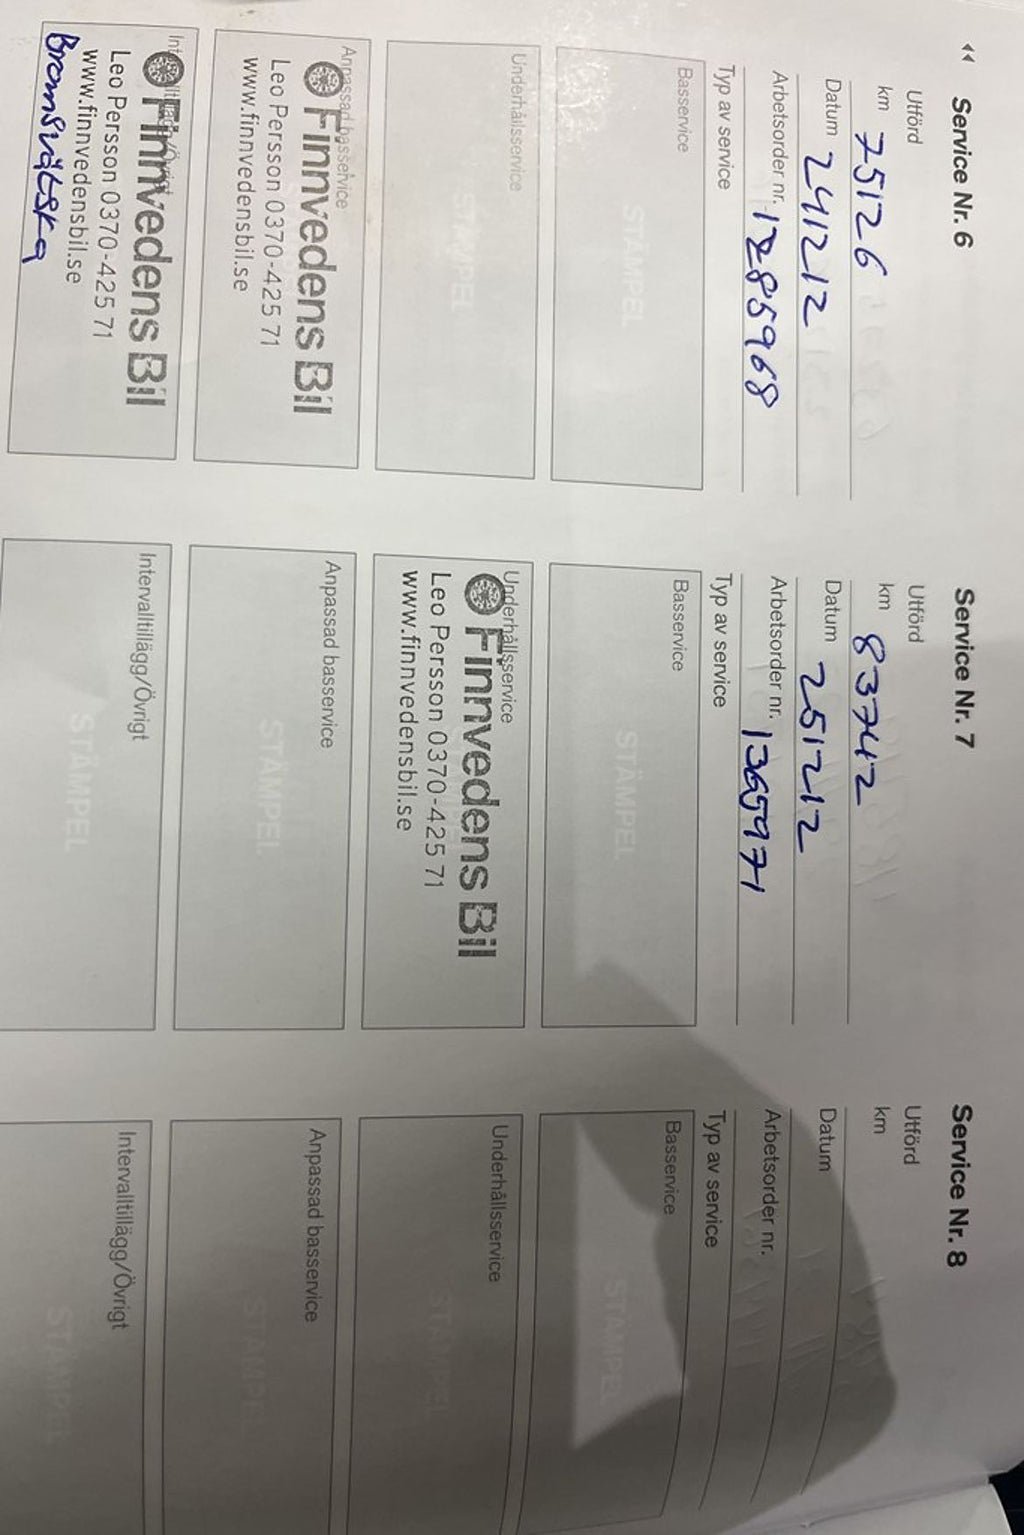 Service Nr. 6
Utförd
km 75126
Datum 241212
Arbetsorder nr. 1285968
Typ av service
Basservice
STÄMPEL
Underhållsservice
STÄMPEL
Anpassad basservice
Finnvedens Bil
Leo Persson 0370-425 71
www.finnvedensbil.se
Intervalltillägg/Övrigt
Finnvedens Bil
Leo Persson 0370-425 71
www.finnvedensbil.se
Bromsvätska
Service Nr. 7
Utförd
km 83742
Datum 251212
Arbetsorder nr. 1365971
Typ av service
Basservice
STÄMPEL
Underhållsservice
Finnvedens Bil
Leo Persson 0370-425 71
www.finnvedensbil.se
Anpassad basservice
STÄMPEL
Intervalltillägg/Övrigt
STÄMPEL
Service Nr. 8
Utförd
km
Datum
Arbetsorder nr.
Typ av service
Basservice
STÄMPEL
Underhållsservice
STÄMPEL
Anpassad basservice
STÄMPEL
Intervalltillägg/Övrigt
STÄMPEL